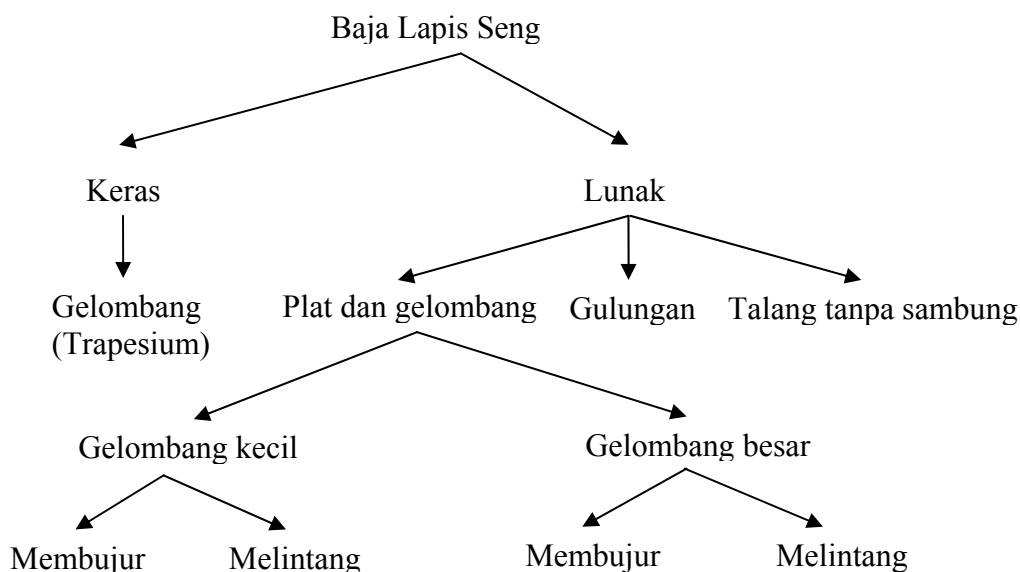 Baja Lapis Seng
Keras
Lunak
Gelombang
(Trapesium)
Plat dan gelombang
Gulungan
Talang tanpa sambung
Gelombang kecil
Gelombang besar
Membujur
Melintang
Membujur
Melintang